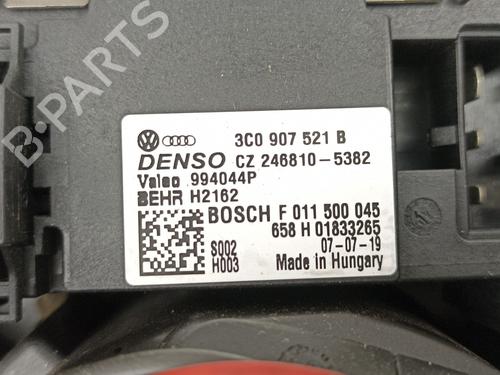 3C0 907 521 B
DENSO CZ 246810-5382
Valeo 994044P
BEHR H2162
BOSCH F 011 500 045
658 H 01833265
S002 07-07-19
H003 Made in Hungary
B-PARTS
B-PARTS